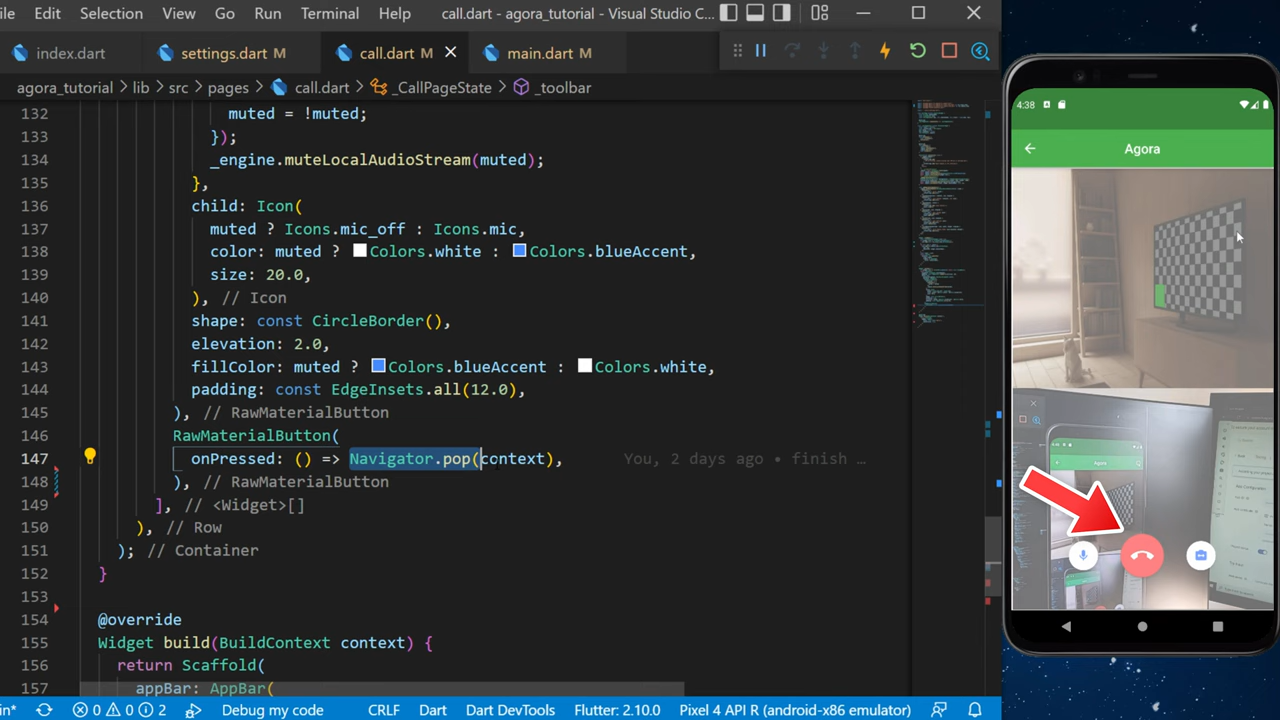 Edit Selection View Go Run Terminal Help call.dart - agora_tutorial - Visual Studio C...
index.dart settings.dart M call.dart M main.dart M
agora_tutorial > lib > src > pages > call.dart > _CallPageState > _toolbar
132 muted = !muted;
133 });
134 _engine.muteLocalAudioStream(muted);
135 },
136 child: Icon(
137 muted ? Icons.mic_off : Icons.mic,
138 color: muted ? Colors.white : Colors.blueAccent,
139 size: 20.0,
140 ), // Icon
141 shape: const CircleBorder(),
142 elevation: 2.0,
143 fillColor: muted ? Colors.blueAccent : Colors.white,
144 padding: const EdgeInsets.all(12.0),
145 ), // RawMaterialButton
146 RawMaterialButton(
147 onPressed: () => Navigator.pop(context), You, 2 days ago • finish …
148 ), // RawMaterialButton
149 ], // <Widget>[]
150 ), // Row
151 ); // Container
152 }
153
154 @override
155 Widget build(BuildContext context) {
156 return Scaffold(
157 appBar: AppBar(
in* 0 0 2 Debug my code CRLF Dart Dart DevTools Flutter: 2.10.0 Pixel 4 API R (android-x86 emulator)
4:38
Agora
Agora